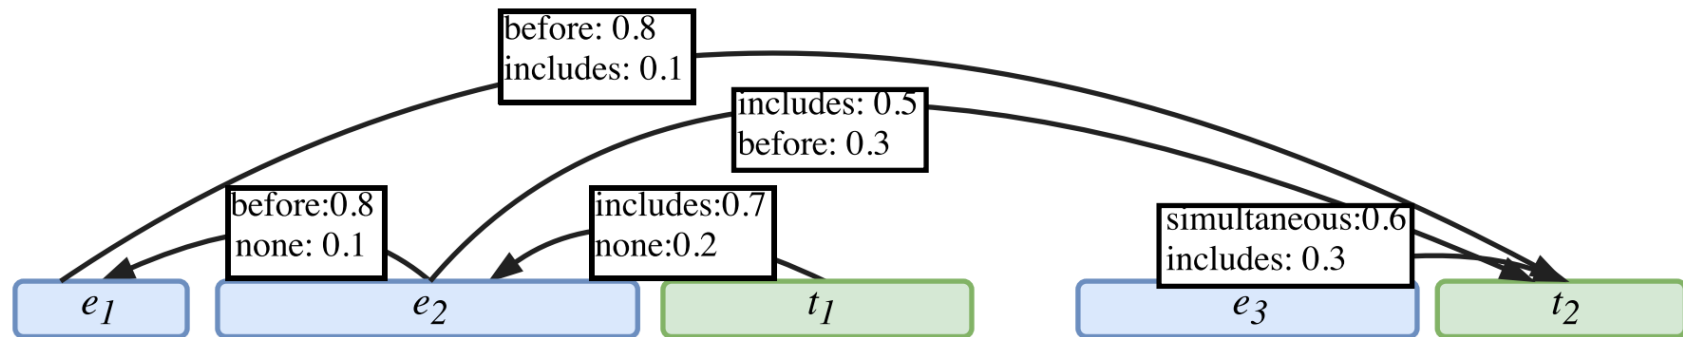 before: 0.8
includes: 0.1
includes: 0.5
before: 0.3
before:0.8
none: 0.1
includes:0.7
none:0.2
simultaneous:0.6
includes: 0.3
e1
e2
t1
e3
t2